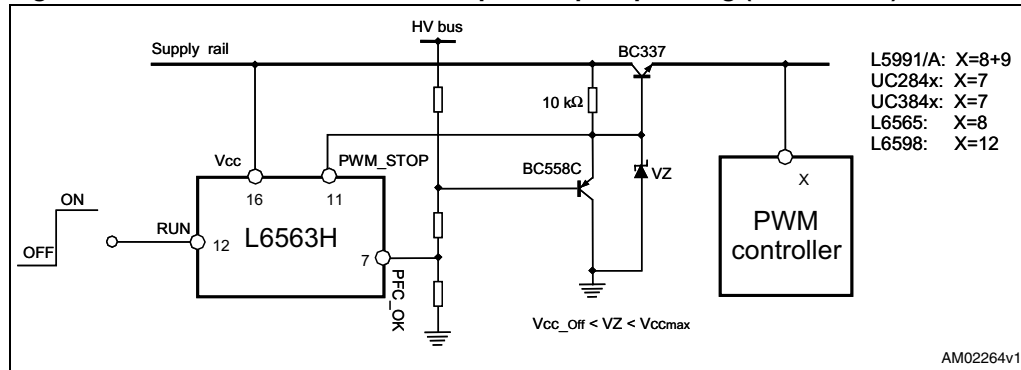 HV bus
Supply rail
BC337
L5991/A: X=8+9
UC284x: X=7
UC384x: X=7
L6565: X=8
L6598: X=12
10 kΩ
Vcc
PWM_STOP
BC558C
VZ
X
16
11
ON
RUN
OFF
12
L6563H
7
PFC_OK
PWM
controller
Vcc_Off < VZ < Vccmax
AM02264v1